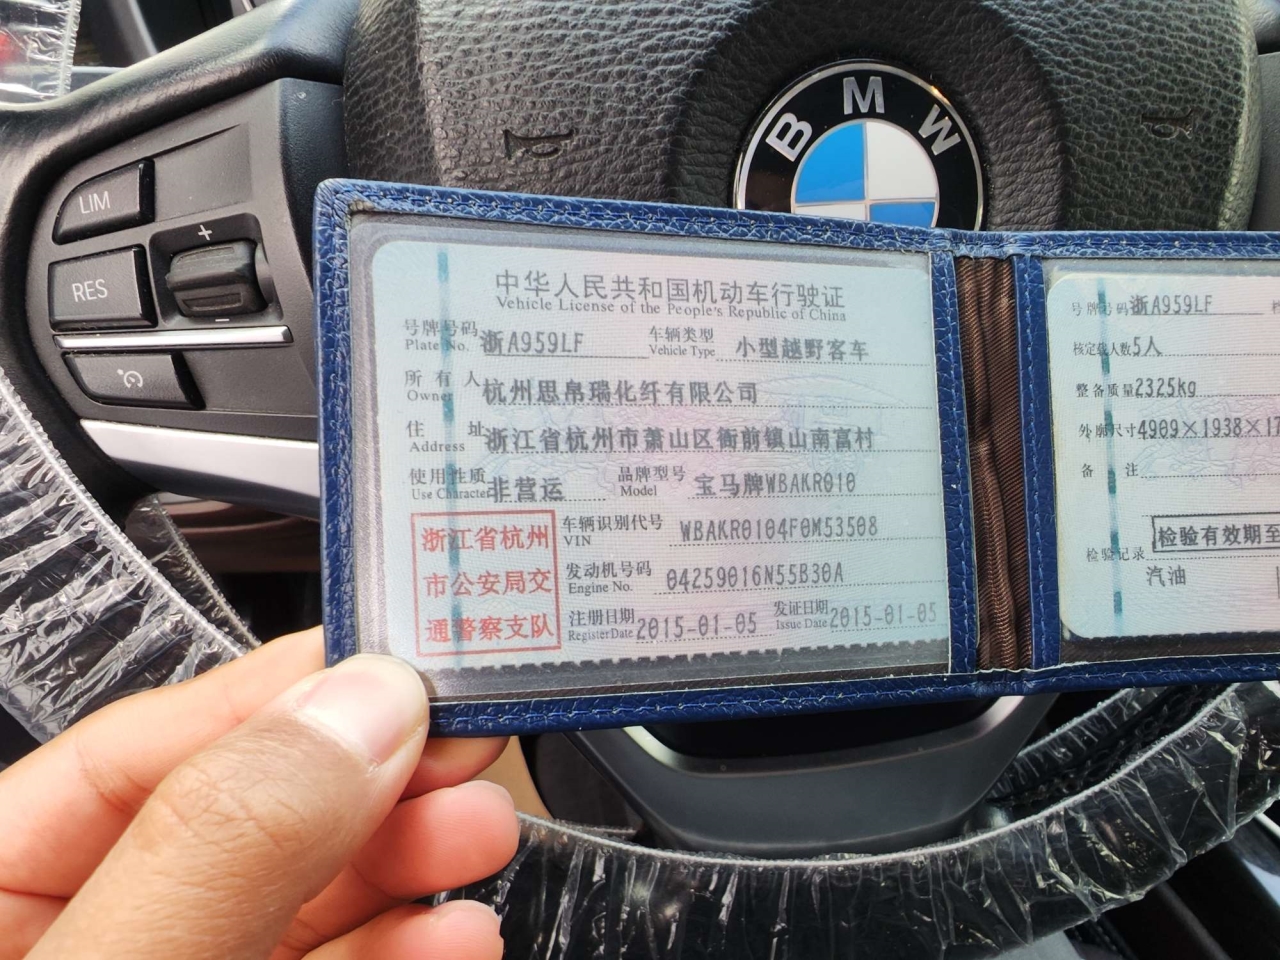 BMW
LIM
+
RES
−
中华人民共和国机动车行驶证
Vehicle License of the People's Republic of China
号牌号码 浙A959LF 车辆类型 小型越野客车
Plate No. Vehicle Type
所有人 杭州思帛瑞化纤有限公司
Owner
住址 浙江省杭州市萧山区衙前镇山南富村
Address
使用性质 非营运 品牌型号 宝马牌WBAKR010
Use Character Model
浙江省杭州
市公安局交
通警察支队
车辆识别代号 WBAKR0104F0M53508
VIN
发动机号码 04259016N55B30A
Engine No.
注册日期 2015-01-05 发证日期 2015-01-05
Register Date Issue Date
号牌号码 浙A959LF
核定载人数 5人
整备质量 2325kg
外廓尺寸 4909×1938×17
备注
检验有效期至
检验记录
汽油